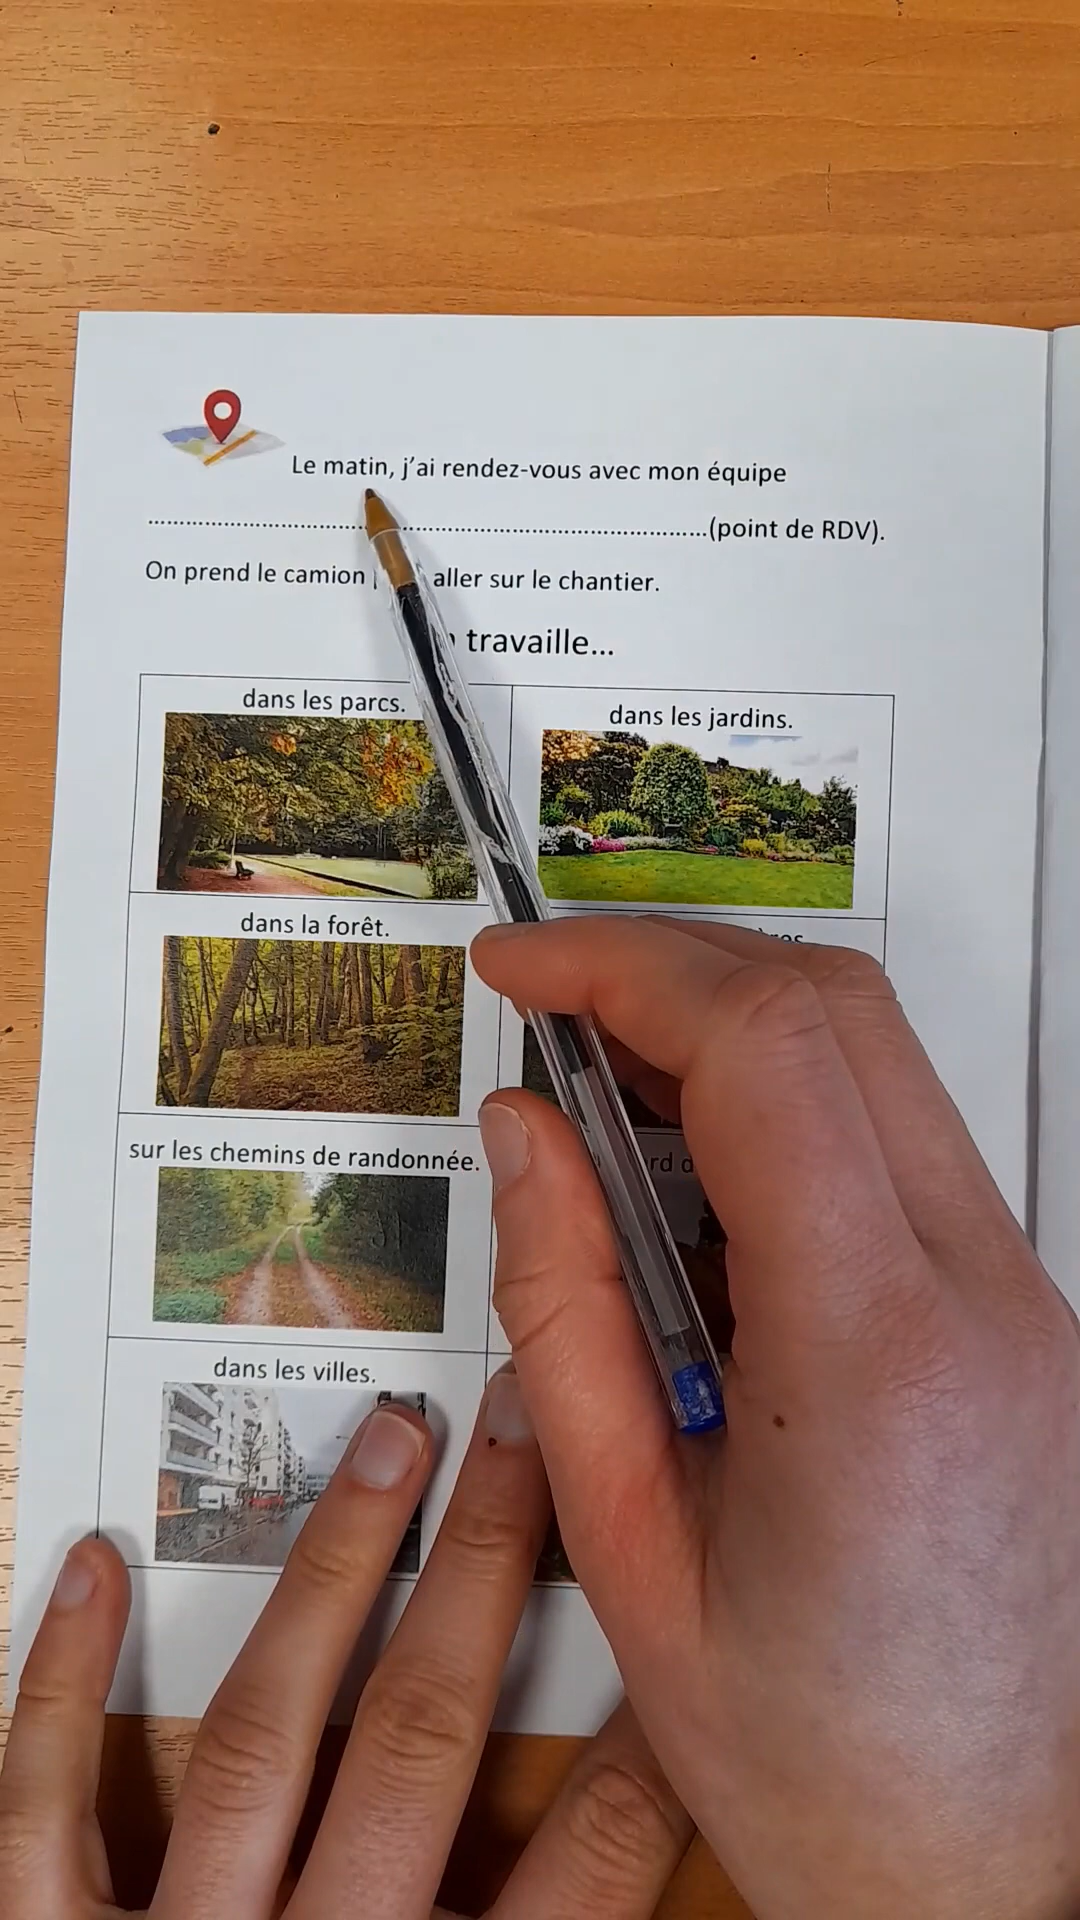 Le matin, j'ai rendez-vous avec mon équipe
(point de RDV).
On prend le camion aller sur le chantier.
travaille...
dans les parcs.
dans les jardins.
dans la forêt.
sur les chemins de randonnée.
dans les villes.